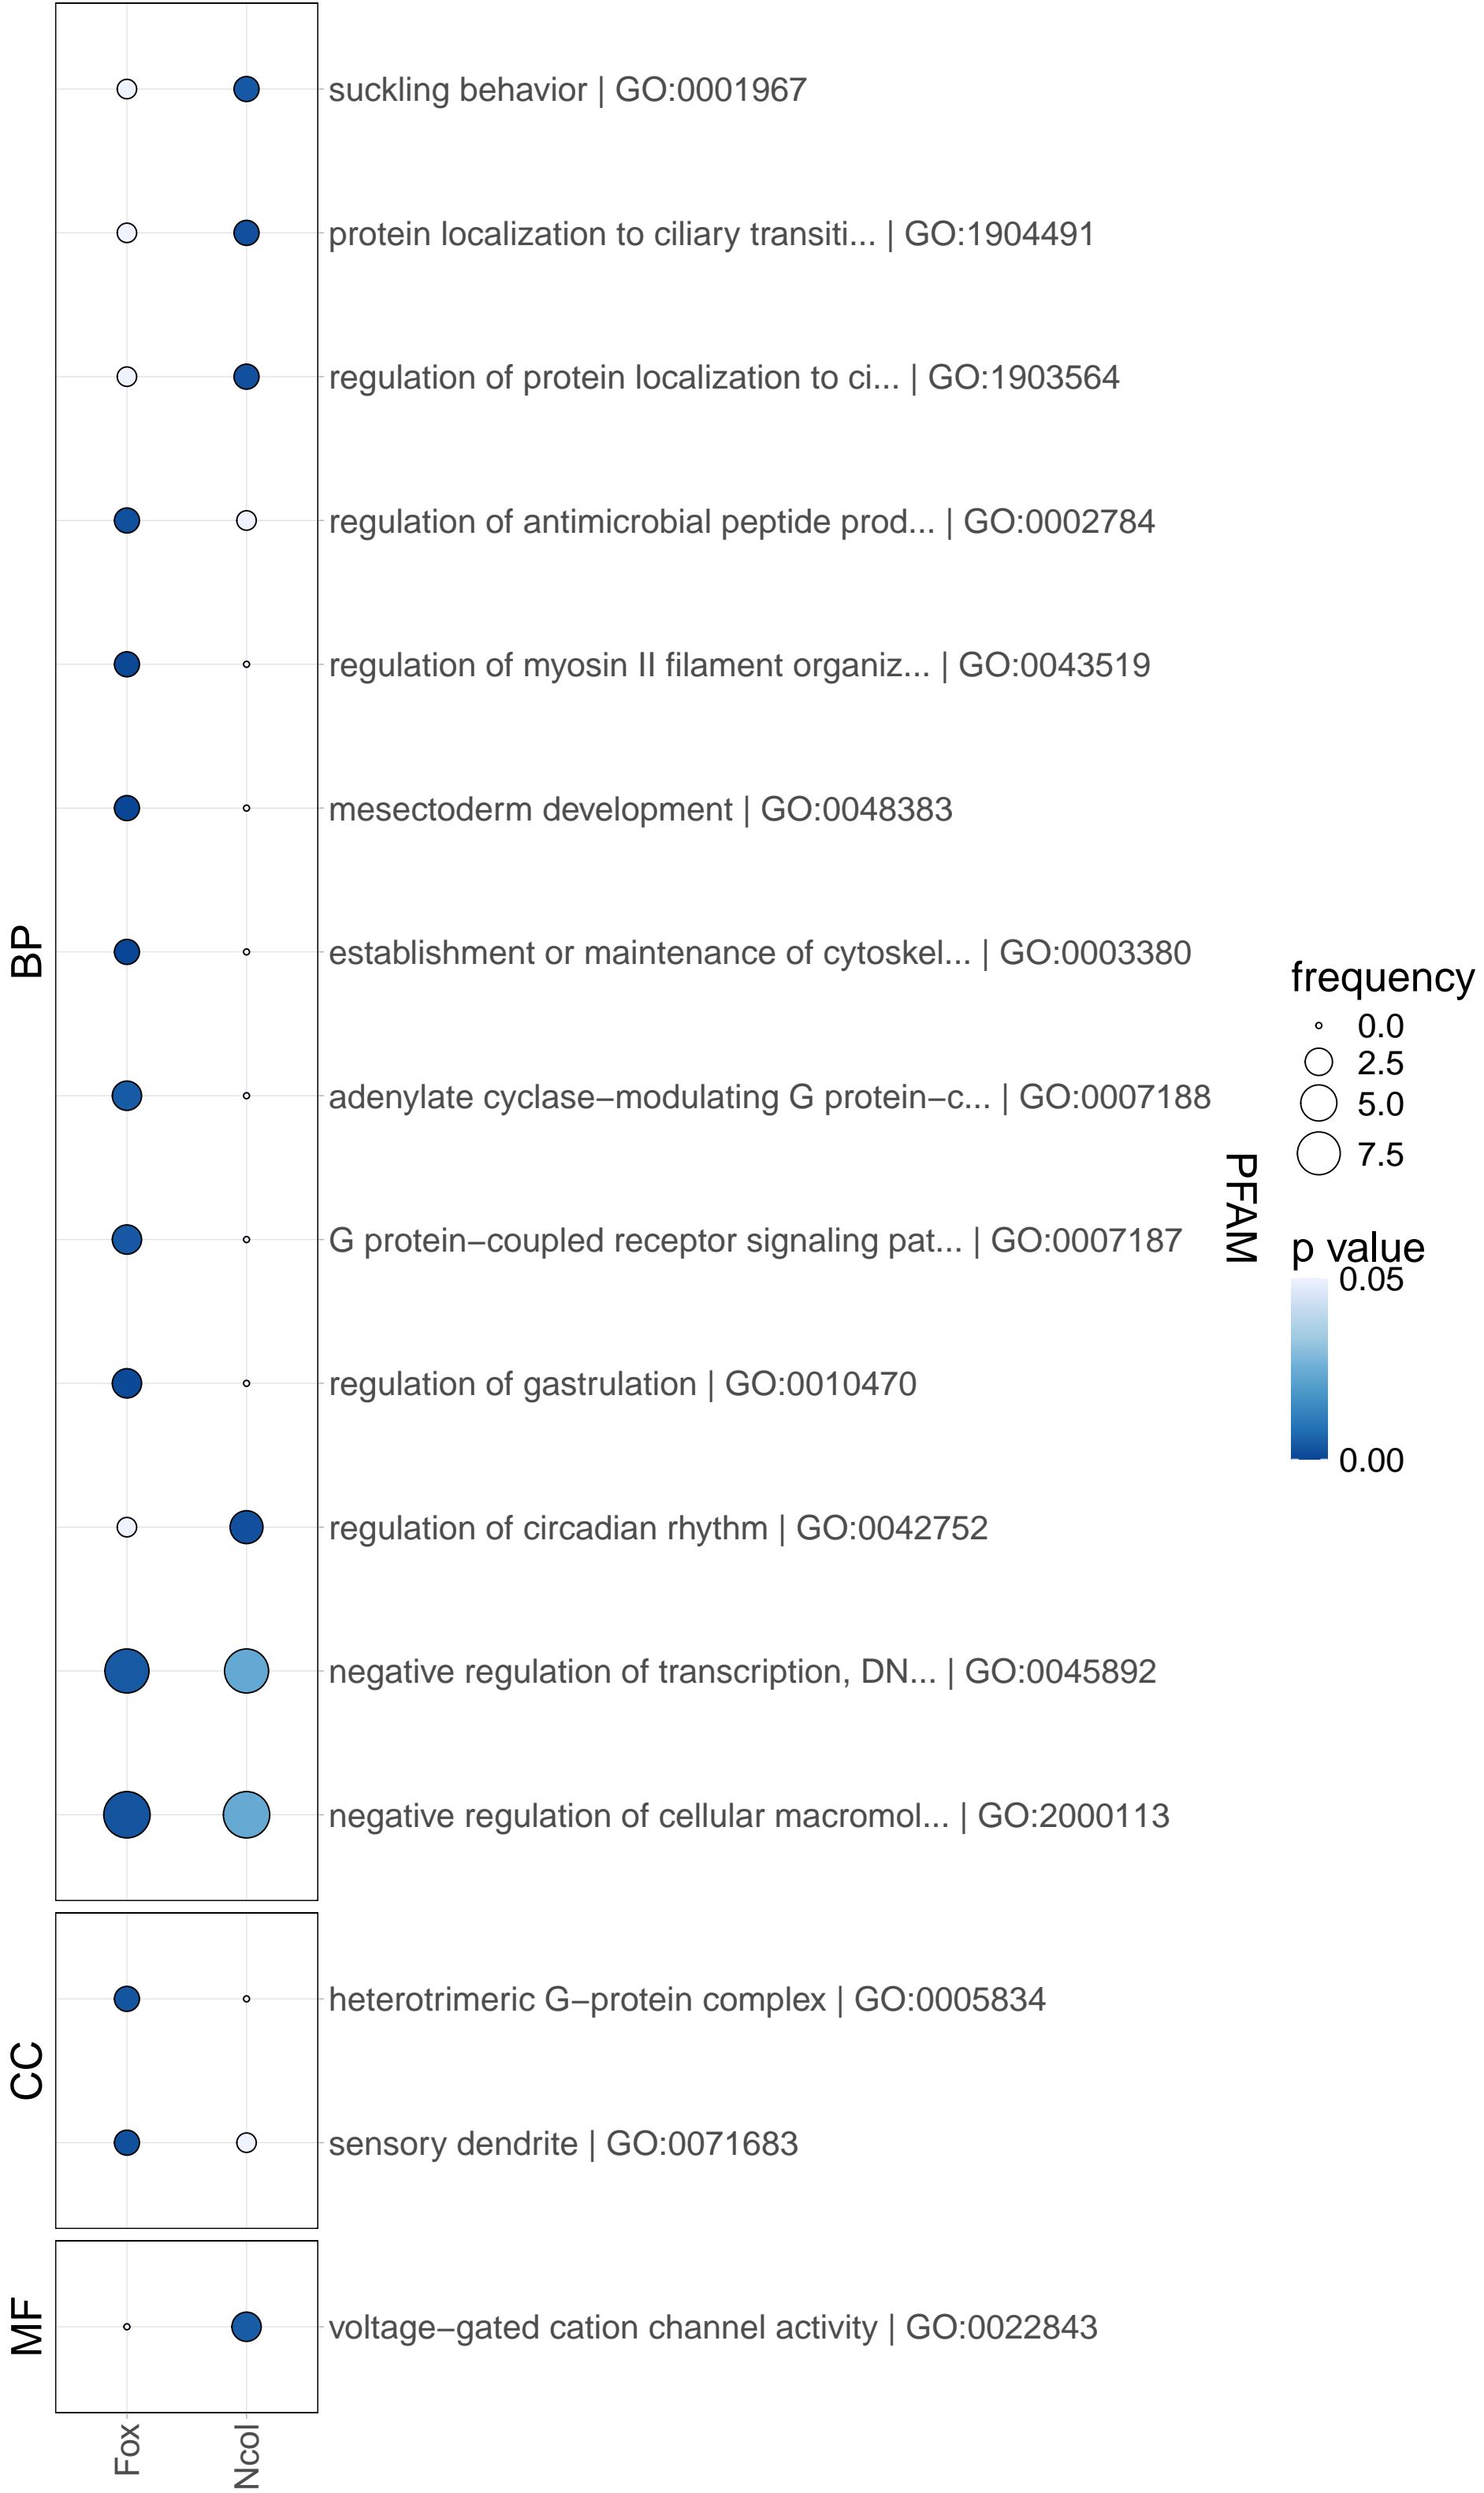 BP
suckling behavior | GO:0001967
protein localization to ciliary transiti... | GO:1904491
regulation of protein localization to ci... | GO:1903564
regulation of antimicrobial peptide prod... | GO:0002784
regulation of myosin II filament organiz... | GO:0043519
mesectoderm development | GO:0048383
establishment or maintenance of cytoskel... | GO:0003380
adenylate cyclase−modulating G protein−c... | GO:0007188
G protein−coupled receptor signaling pat... | GO:0007187
regulation of gastrulation | GO:0010470
regulation of circadian rhythm | GO:0042752
negative regulation of transcription, DN... | GO:0045892
negative regulation of cellular macromol... | GO:2000113
CC
heterotrimeric G−protein complex | GO:0005834
sensory dendrite | GO:0071683
MF
voltage−gated cation channel activity | GO:0022843
Fox
Ncol
PFAM
frequency
0.0
2.5
5.0
7.5
p value
0.05
0.00